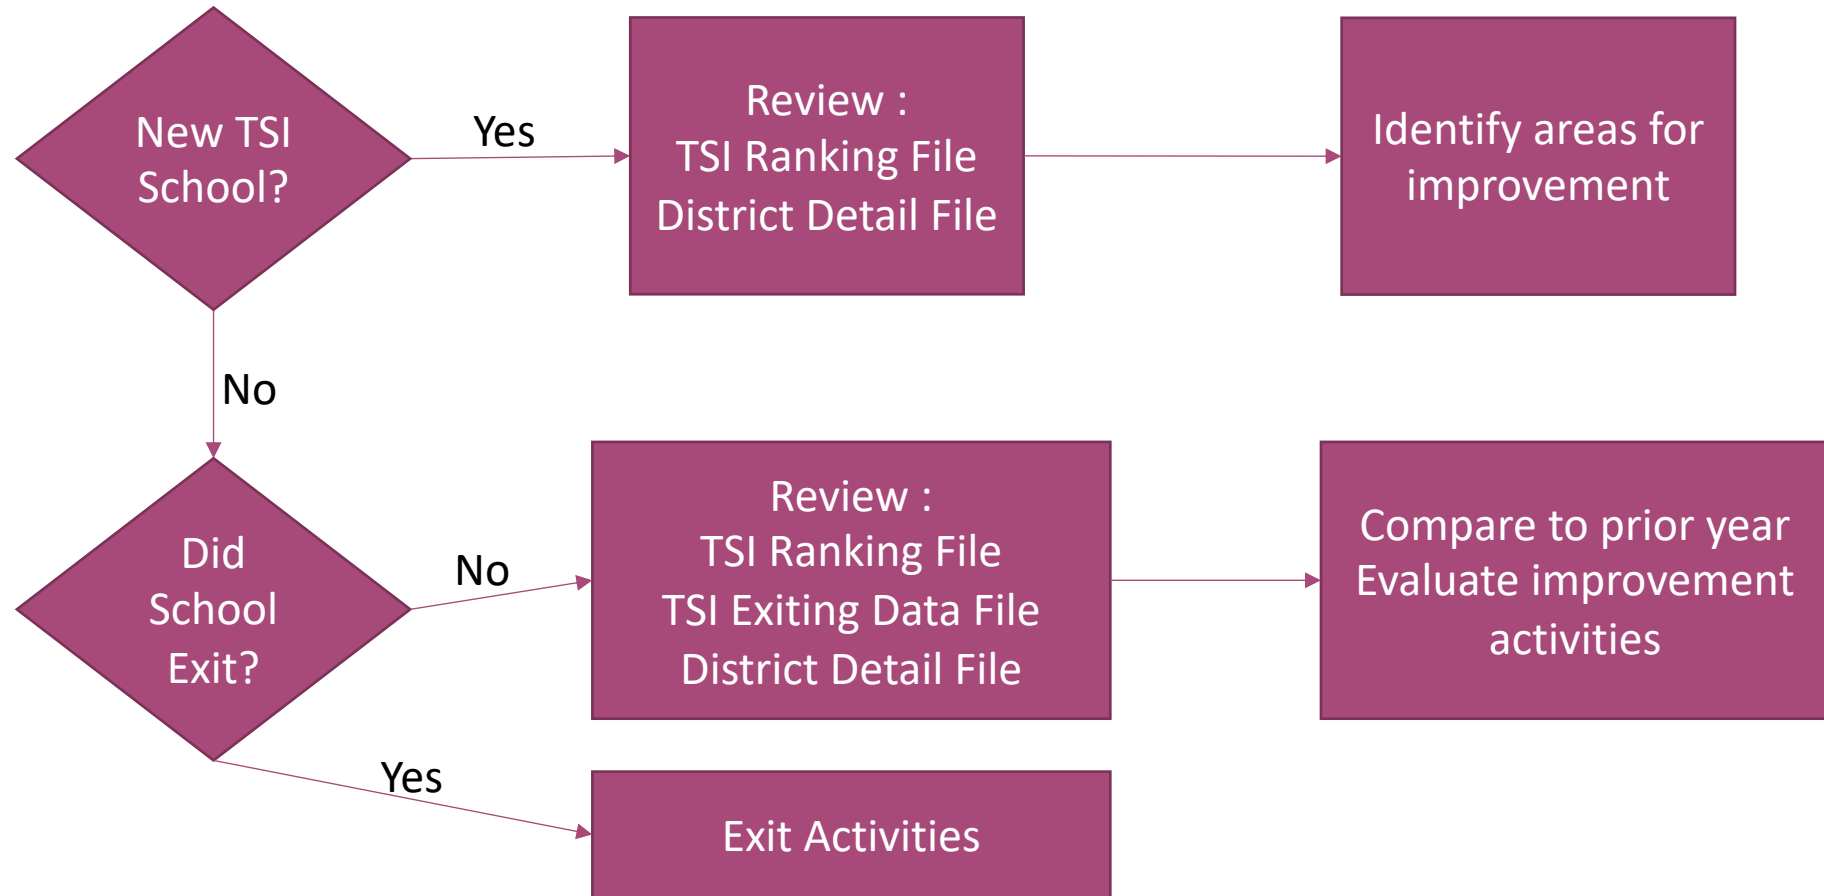 New TSI
School?
Yes
Review :
TSI Ranking File
District Detail File
Identify areas for
improvement
No
Did
School
Exit?
No
Review :
TSI Ranking File
TSI Exiting Data File
District Detail File
Compare to prior year
Evaluate improvement
activities
Yes
Exit Activities